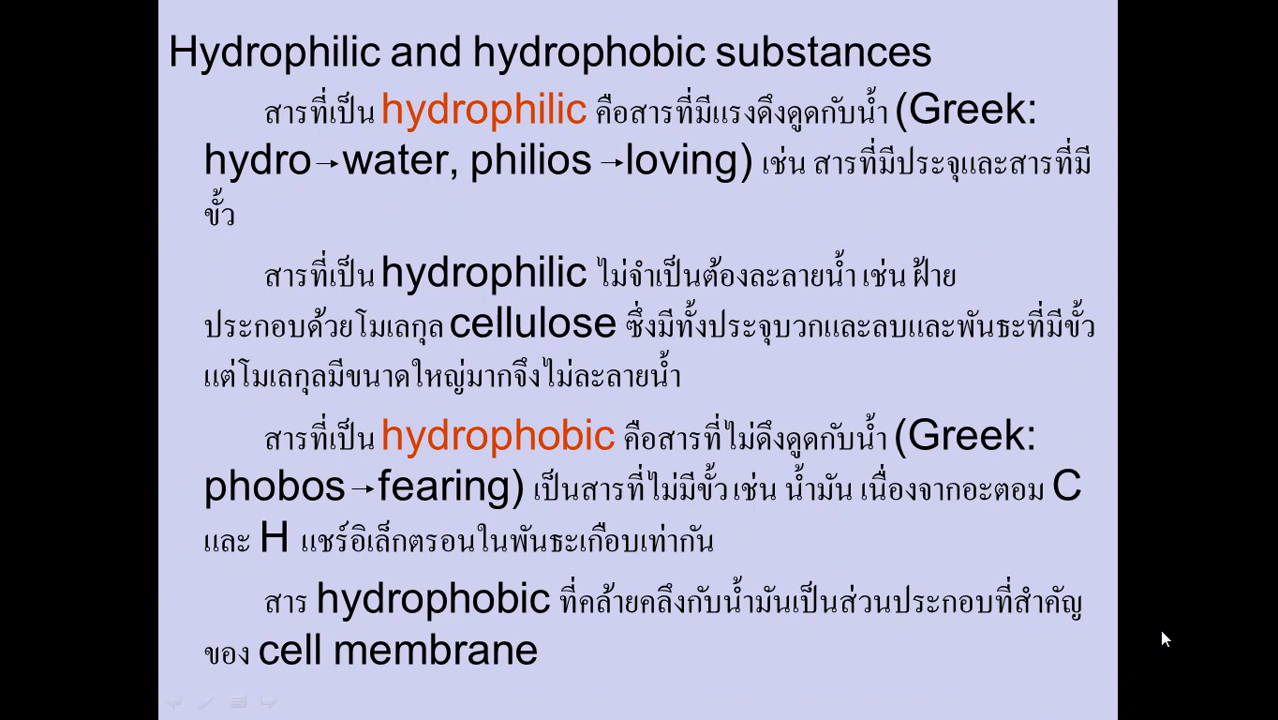 Hydrophilic and hydrophobic substances
สารที่เป็น hydrophilic คือสารที่มีแรงดึงดูดกับน้ำ (Greek:
hydro→water, philios →loving) เช่น สารที่มีประจุและสารที่มี
ขั้ว
สารที่เป็น hydrophilic ไม่จำเป็นต้องละลายน้ำ เช่น ฝ้าย
ประกอบด้วยโมเลกุล cellulose ซึ่งมีทั้งประจุบวกและลบและพันธะที่มีขั้ว
แต่โมเลกุลมีขนาดใหญ่มากจึงไม่ละลายน้ำ
สารที่เป็น hydrophobic คือสารที่ไม่ดึงดูดกับน้ำ (Greek:
phobos→fearing) เป็นสารที่ไม่มีขั้ว เช่น น้ำมัน เนื่องจากอะตอม C
และ H แชร์อิเล็กตรอนในพันธะเกือบเท่ากัน
สาร hydrophobic ที่คล้ายคลึงกับน้ำมันเป็นส่วนประกอบที่สำคัญ
ของ cell membrane